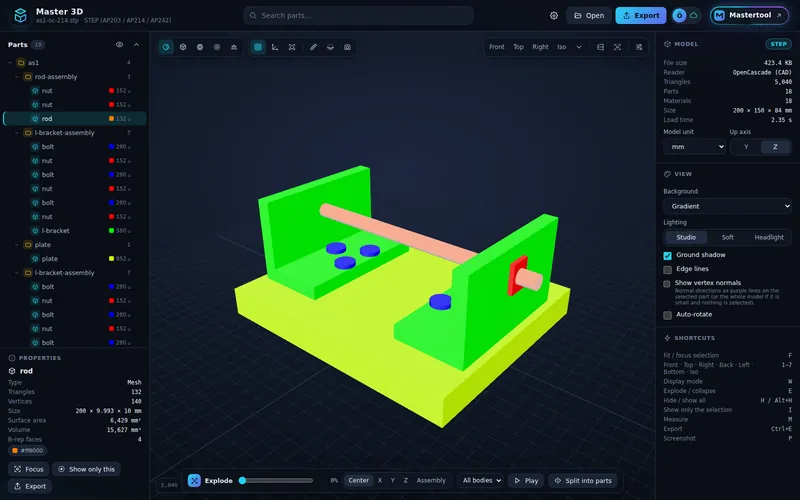 Master 3D
as1-oc-214.stp · STEP (AP203 / AP214 / AP242)
Search parts...
Open
Export
Mastertool ↗
Parts 18
as1 4
rod-assembly 3
nut 152
nut 152
rod 132
l-bracket-assembly 7
bolt 280
nut 152
bolt 280
nut 152
bolt 280
nut 152
l-bracket 580
plate 1
plate 852
l-bracket-assembly 7
bolt 280
nut 152
bolt 280
nut 152
bolt 280
PROPERTIES
rod
Type Mesh
Triangles 132
Vertices 140
Size 200 × 9.993 × 10 mm
Surface area 6,429 mm²
Volume 15,627 mm³
B-rep faces 4
#ff8000
Focus
Show only this
Export
Front Top Right Iso
5,040
Explode
0%
Center X Y Z Assembly
All bodies
Play
Split into parts
MODEL
STEP
File size 423.4 KB
Reader OpenCascade (CAD)
Triangles 5,040
Parts 18
Materials 18
Size 200 × 150 × 84 mm
Load time 2.35 s
Model unit Up axis
mm Y Z
VIEW
Background
Gradient
Lighting
Studio Soft Headlight
Ground shadow
Edge lines
Show vertex normals
Normal directions as purple lines on the
selected part (or the whole model if it is
small and nothing is selected).
Auto-rotate
SHORTCUTS
Fit / focus selection F
Front · Top · Right · Back · Left · 1–7
Bottom · Iso
Display mode W
Explode / collapse E
Hide / show all H / Alt+H
Show only the selection I
Measure M
Export Ctrl+E
Screenshot P